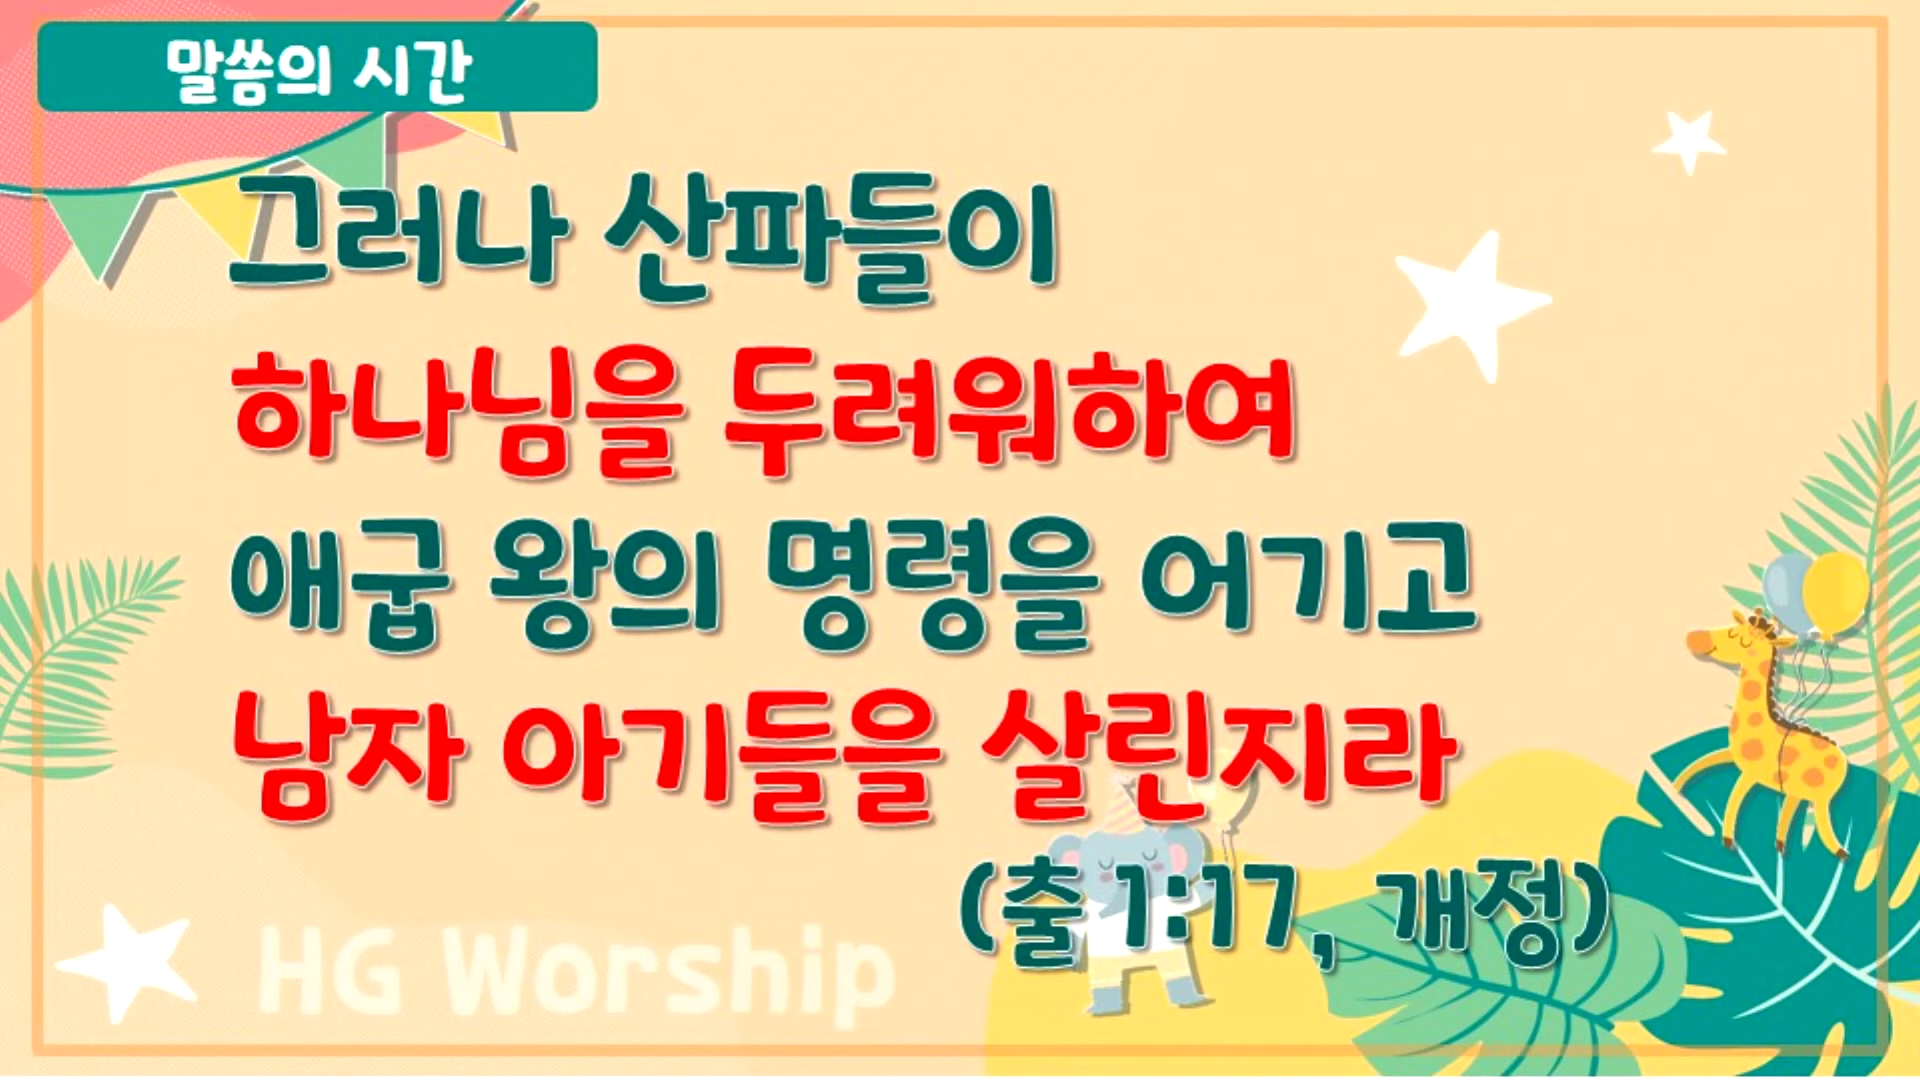 말씀의 시간
그러나 산파들이
하나님을 두려워하여
애굽 왕의 명령을 어기고
남자 아기들을 살린지라
(출 1:17, 개정)
HG Worship